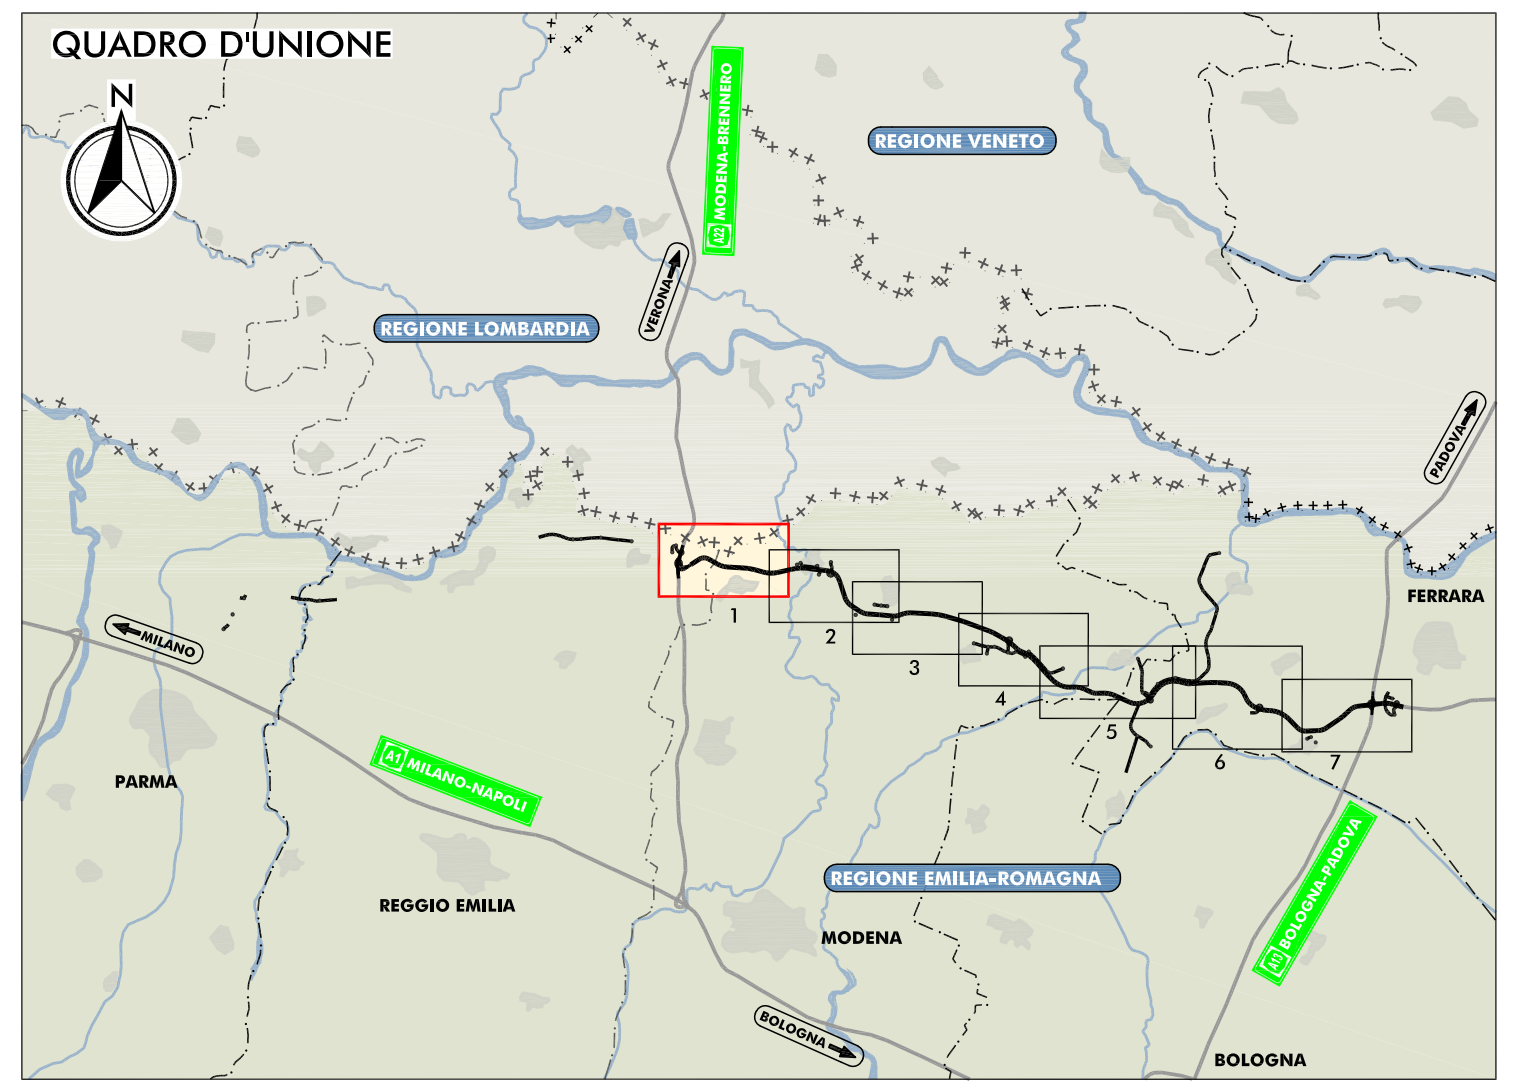 QUADRO D'UNIONE
N
A22 MODENA-BRENNERO
REGIONE VENETO
VERONA
REGIONE LOMBARDIA
PADOVA
FERRARA
MILANO
1
2
3
4
5
6
7
PARMA
A1 MILANO-NAPOLI
REGGIO EMILIA
REGIONE EMILIA-ROMAGNA
A13 BOLOGNA-PADOVA
MODENA
BOLOGNA
BOLOGNA